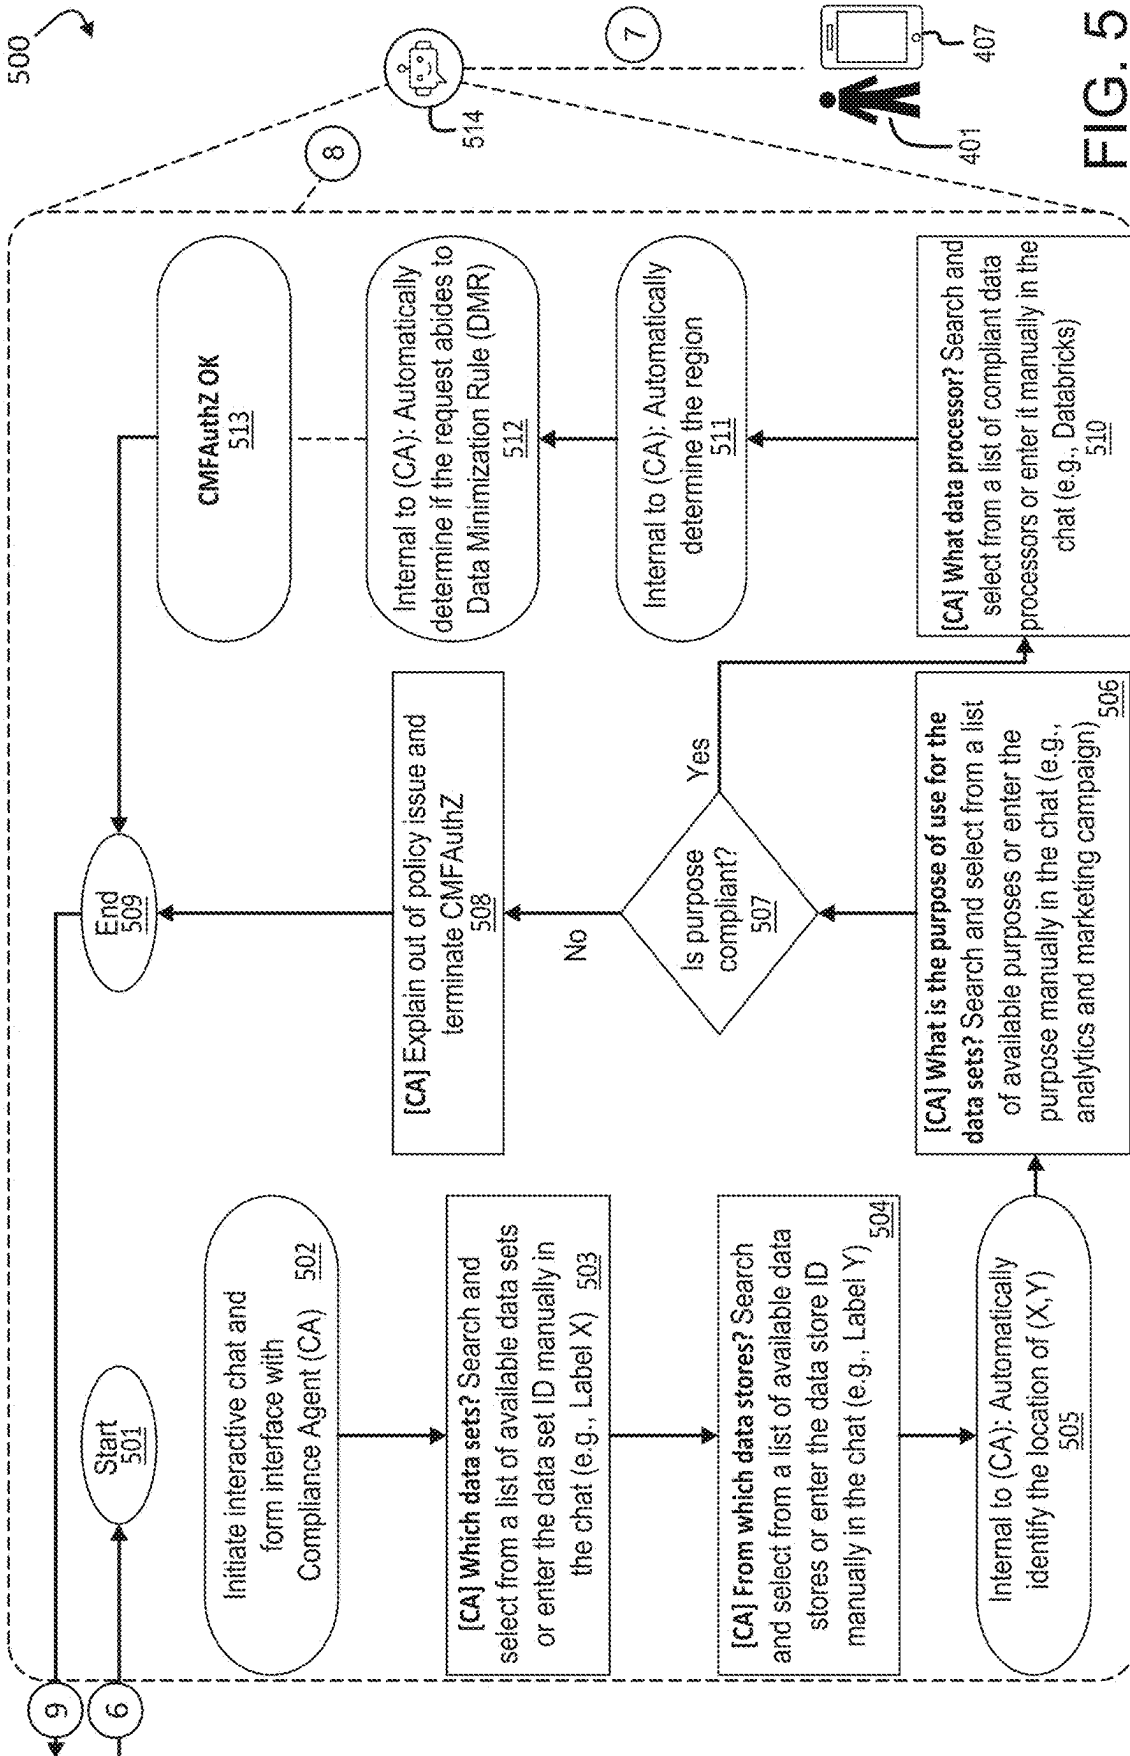 500
9
6
Start
501
Initiate interactive chat and
form interface with
Compliance Agent (CA) 502
[CA] Which data sets? Search and
select from a list of available data sets
or enter the data set ID manually in
the chat (e.g., Label X) 503
[CA] From which data stores? Search
and select from a list of available data
stores or enter the data store ID
manually in the chat (e.g., Label Y) 504
Internal to (CA): Automatically
identify the location of (X,Y)
505
End
509
[CA] Explain out of policy issue and
terminate CMFAuthZ
508
No
Is purpose
compliant?
507
Yes
[CA] What is the purpose of use for the
data sets? Search and select from a list
of available purposes or enter the
purpose manually in the chat (e.g.,
analytics and marketing campaign) 506
CMFAuthZ OK
513
Internal to (CA): Automatically
determine if the request abides to
Data Minimization Rule (DMR)
512
Internal to (CA): Automatically
determine the region
511
[CA] What data processor? Search and
select from a list of compliant data
processors or enter it manually in the
chat (e.g., Databricks)
510
8
514
7
401
407
FIG. 5